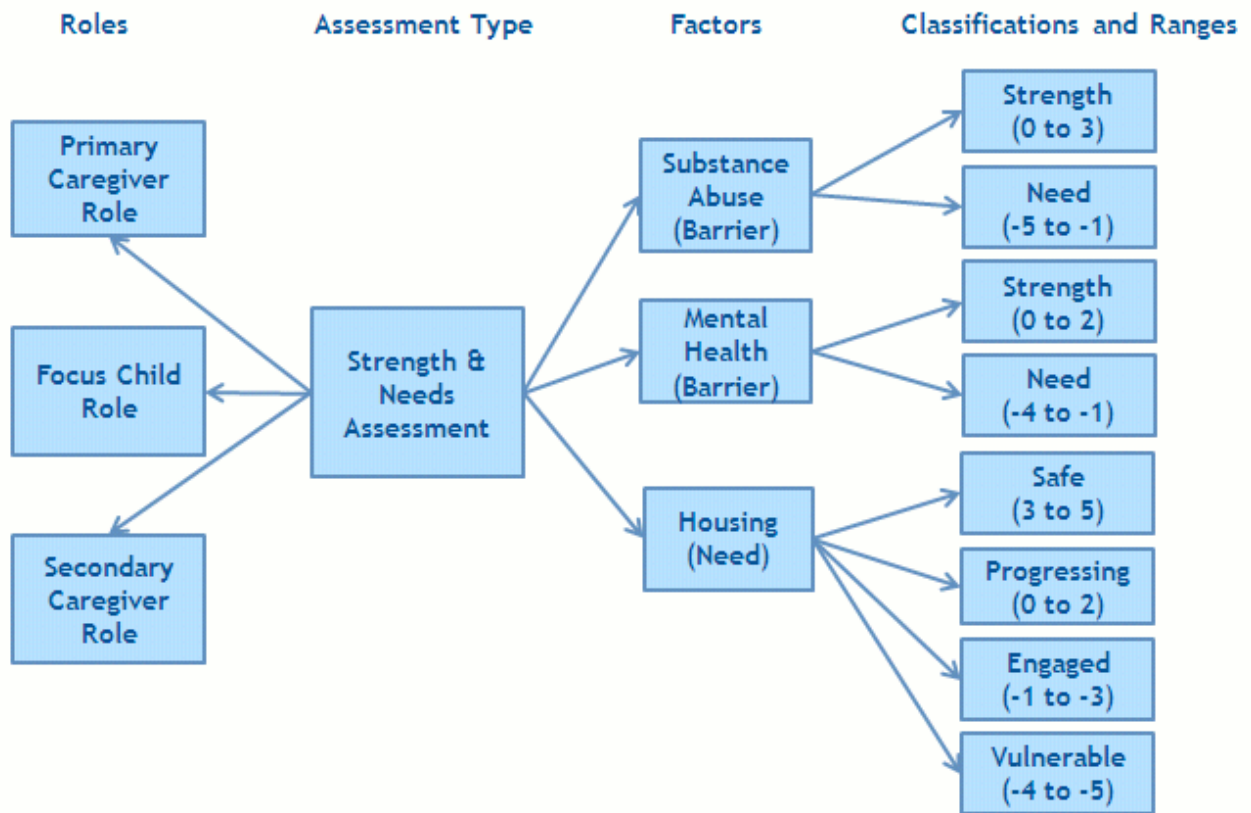 Roles
Assessment Type
Factors
Classifications and Ranges
Primary
Caregiver
Role
Focus Child
Role
Secondary
Caregiver
Role
Strength &
Needs
Assessment
Substance
Abuse
(Barrier)
Mental
Health
(Barrier)
Housing
(Need)
Strength
(0 to 3)
Need
(-5 to -1)
Strength
(0 to 2)
Need
(-4 to -1)
Safe
(3 to 5)
Progressing
(0 to 2)
Engaged
(-1 to -3)
Vulnerable
(-4 to -5)